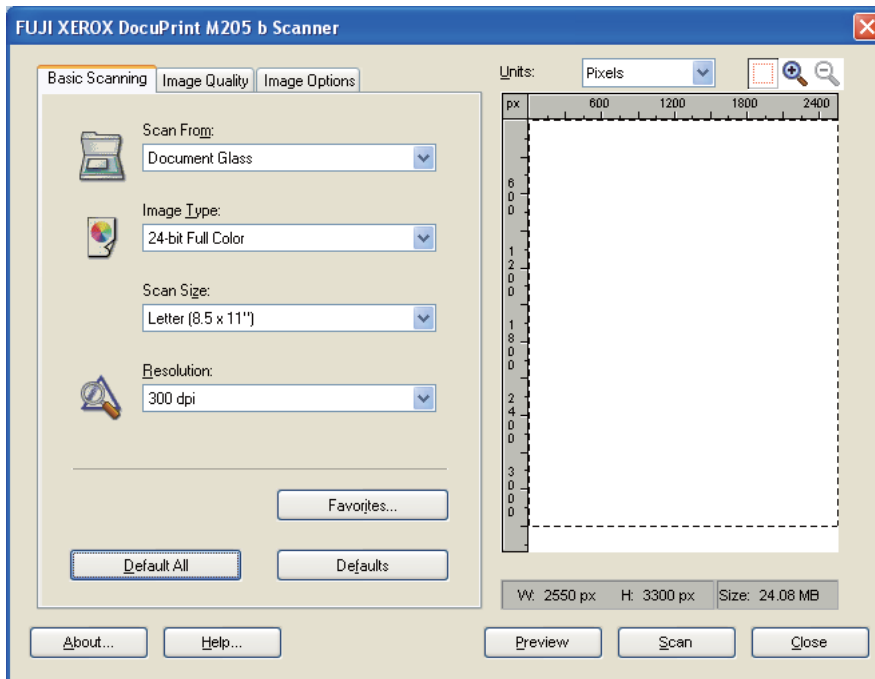 FUJI XEROX DocuPrint M205 b Scanner
Basic Scanning Image Quality Image Options
Scan From:
Document Glass
Image Type:
24-bit Full Color
Scan Size:
Letter (8.5 x 11")
Resolution:
300 dpi
Favorites...
Default All Defaults
Units: Pixels
px 600 1200 1800 2400
600
1200
1800
2400
3000
W: 2550 px H: 3300 px Size: 24.08 MB
About... Help... Preview Scan Close